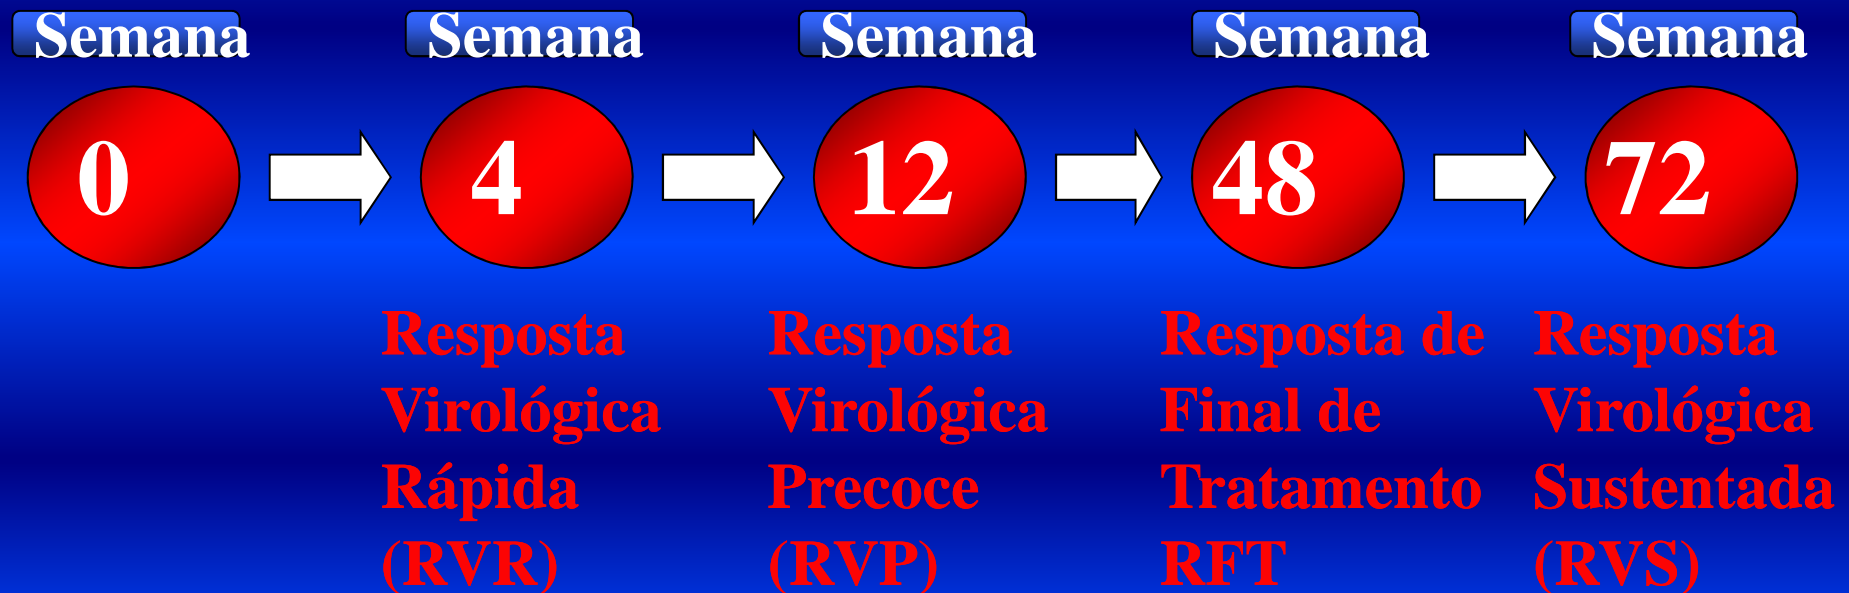 Semana
Semana
Semana
Semana
Semana
0
4
12
48
72
Resposta
Virológica
Rápida
(RVR)
Resposta
Virológica
Precoce
(RVP)
Resposta de
Final de
Tratamento
RFT
Resposta
Virológica
Sustentada
(RVS)